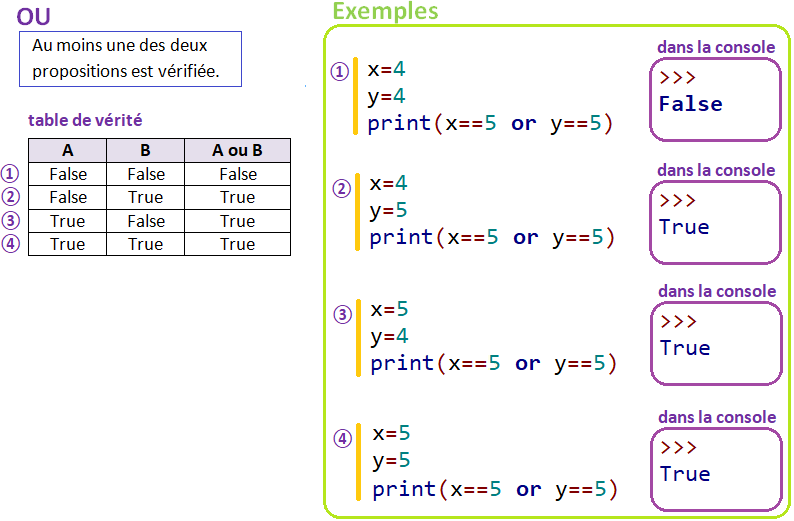 OU
Au moins une des deux
propositions est vérifiée.
table de vérité
A B A ou B
① False False False
② False True True
③ True False True
④ True True True
Exemples
①
x=4
y=4
print(x==5 or y==5)
dans la console
>>>
False
②
x=4
y=5
print(x==5 or y==5)
dans la console
>>>
True
③
x=5
y=4
print(x==5 or y==5)
dans la console
>>>
True
④
x=5
y=5
print(x==5 or y==5)
dans la console
>>>
True